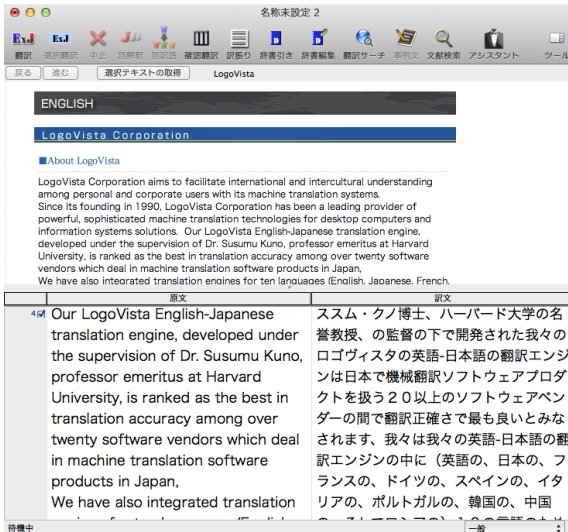 名称未設定 2
翻訳 選択翻訳 中止 別解釈 別訳語 確認翻訳 訳振り 辞書引き 辞書編集 翻訳サーチ 事例文 文献検索 アシスタント ツール
戻る 進む 選択テキストの取得 LogoVista
ENGLISH
LogoVista Corporation
■About LogoVista
LogoVista Corporation aims to facilitate international and intercultural understanding
among personal and corporate users with its machine translation systems.
Since its founding in 1990, LogoVista Corporation has been a leading provider of
powerful, sophisticated machine translation technologies for desktop computers and
information systems solutions. Our LogoVista English-Japanese translation engine,
developed under the supervision of Dr. Susumu Kuno, professor emeritus at Harvard
University, is ranked as the best in translation accuracy among over twenty software
vendors which deal in machine translation software products in Japan,
We have also integrated translation engines for ten languages (English, Japanese, French,
原文
4 Our LogoVista English-Japanese
translation engine, developed under
the supervision of Dr. Susumu Kuno,
professor emeritus at Harvard
University, is ranked as the best in
translation accuracy among over
twenty software vendors which deal
in machine translation software
products in Japan,
We have also integrated translation
訳文
ススム・クノ博士、ハーバード大学の名
誉教授、の監督の下で開発された我々の
ロゴヴィスタの英語-日本語の翻訳エンジ
ンは日本で機械翻訳ソフトウェアプロダ
クトを扱う２０以上のソフトウェアベン
ダーの間で翻訳正確さで最も良いとみな
されます、我々は我々の英語-日本語の翻
訳エンジンの中に（英語の、日本の、フ
ランスの、ドイツの、スペインの、イタ
リアの、ポルトガルの、韓国の、中国
待機中 一般